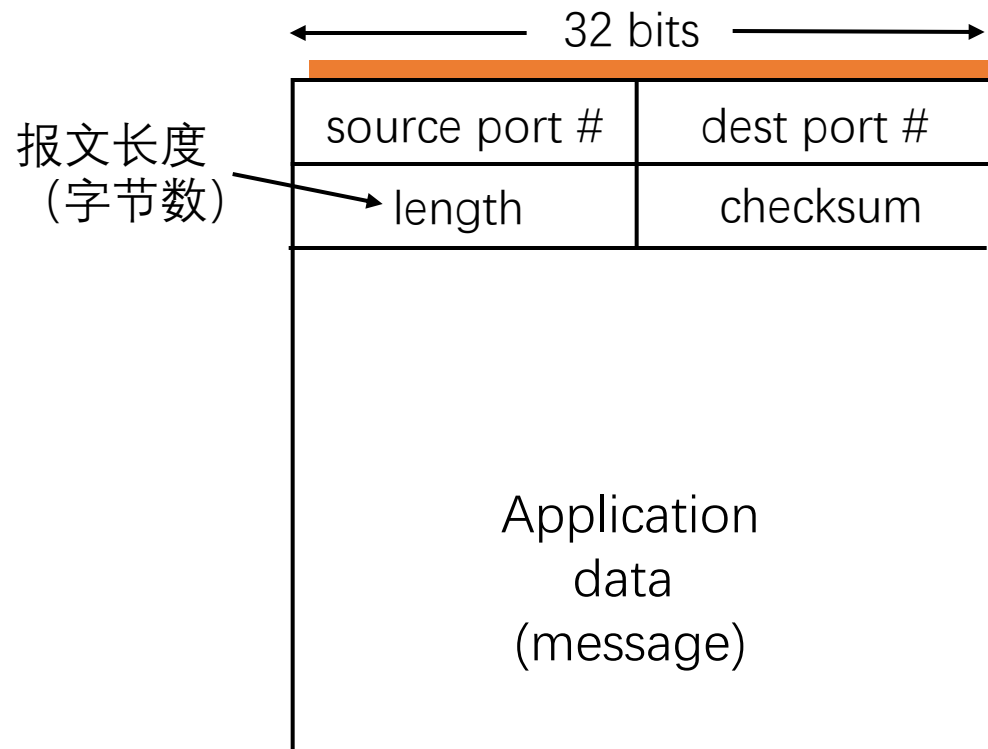 32 bits
source port #
dest port #
报文长度
（字节数）
length
checksum
Application
data
(message)